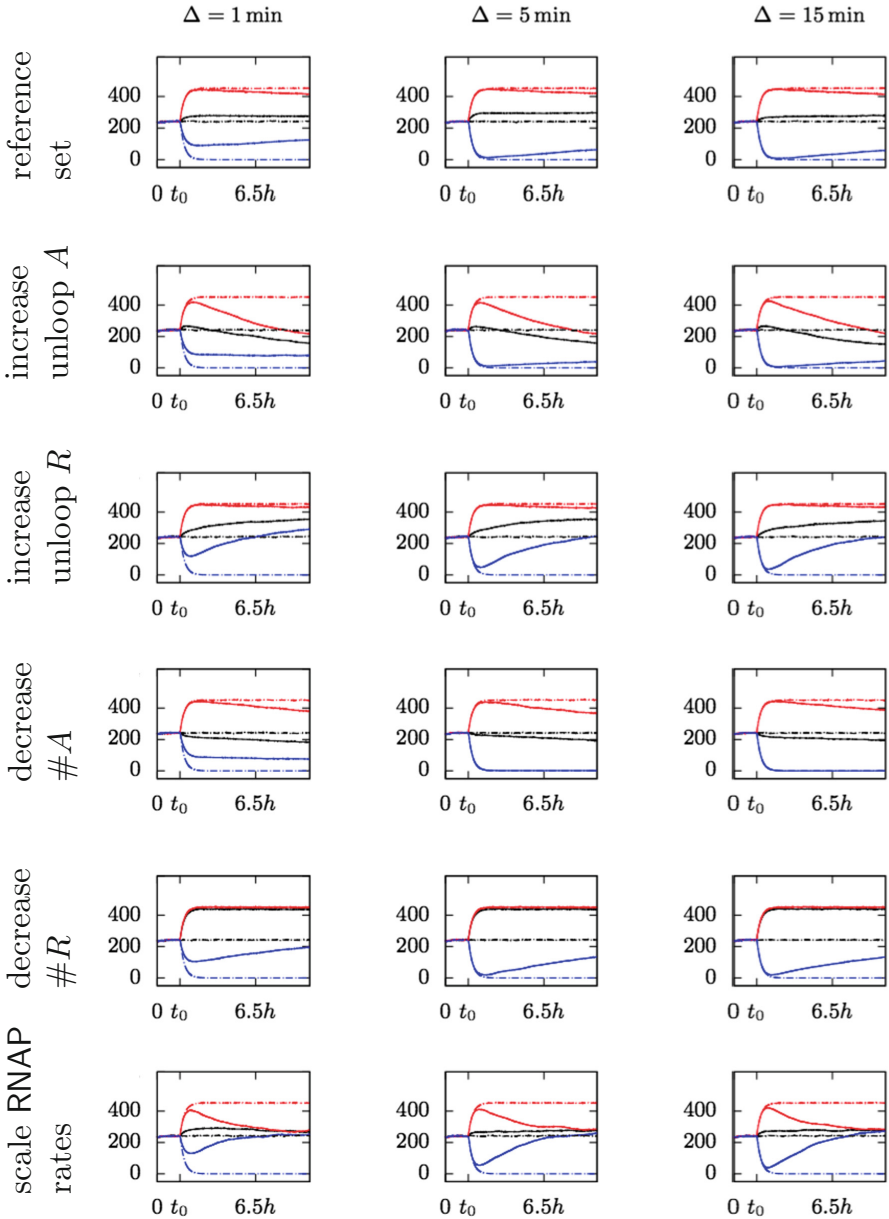 Δ = 1 min Δ = 5 min Δ = 15 min
reference
set
400
200
0
0 t₀ 6.5h
400
200
0
0 t₀ 6.5h
400
200
0
0 t₀ 6.5h
increase
unloop A
400
200
0
0 t₀ 6.5h
400
200
0
0 t₀ 6.5h
400
200
0
0 t₀ 6.5h
increase
unloop R
400
200
0
0 t₀ 6.5h
400
200
0
0 t₀ 6.5h
400
200
0
0 t₀ 6.5h
decrease
#A
400
200
0
0 t₀ 6.5h
400
200
0
0 t₀ 6.5h
400
200
0
0 t₀ 6.5h
decrease
#R
400
200
0
0 t₀ 6.5h
400
200
0
0 t₀ 6.5h
400
200
0
0 t₀ 6.5h
scale RNAP
rates
400
200
0
0 t₀ 6.5h
400
200
0
0 t₀ 6.5h
400
200
0
0 t₀ 6.5h